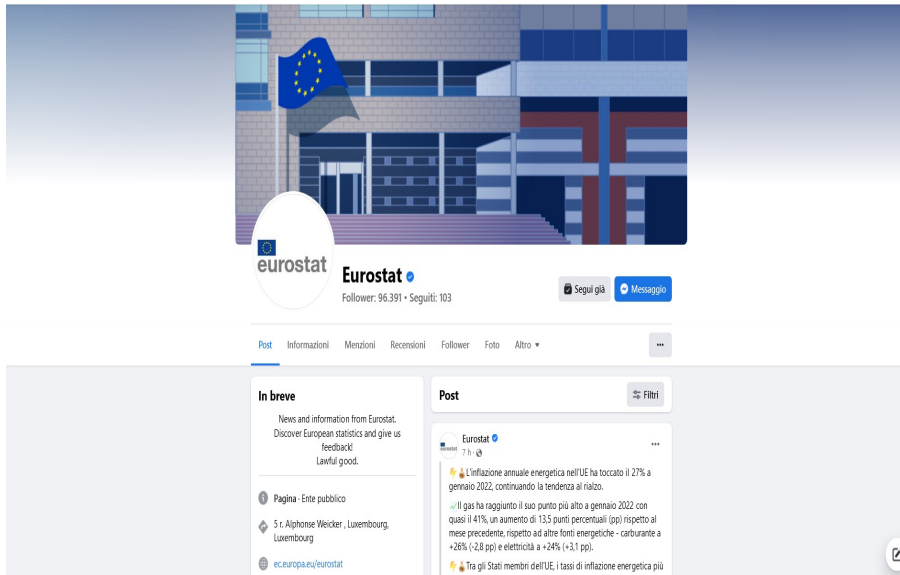 eurostat
Eurostat
Follower: 96.391 • Seguiti: 103
Segui già
Messaggio
Post
Informazioni
Menzioni
Recensioni
Follower
Foto
Altro
In breve
News and information from Eurostat.
Discover European statistics and give us
feedback!
Lawful good.
Pagina · Ente pubblico
5 r. Alphonse Weicker , Luxembourg,
Luxembourg
ec.europa.eu/eurostat
Post
Filtri
eurostat
Eurostat
7 h ·
L'inflazione annuale energetica nell'UE ha toccato il 27% a
gennaio 2022, continuando la tendenza al rialzo.
Il gas ha raggiunto il suo punto più alto a gennaio 2022 con
quasi il 41%, un aumento di 13,5 punti percentuali (pp) rispetto al
mese precedente, rispetto ad altre fonti energetiche - carburante a
+26% (-2,8 pp) e elettricità a +24% (+3,1 pp).
Tra gli Stati membri dell'UE, i tassi di inflazione energetica più